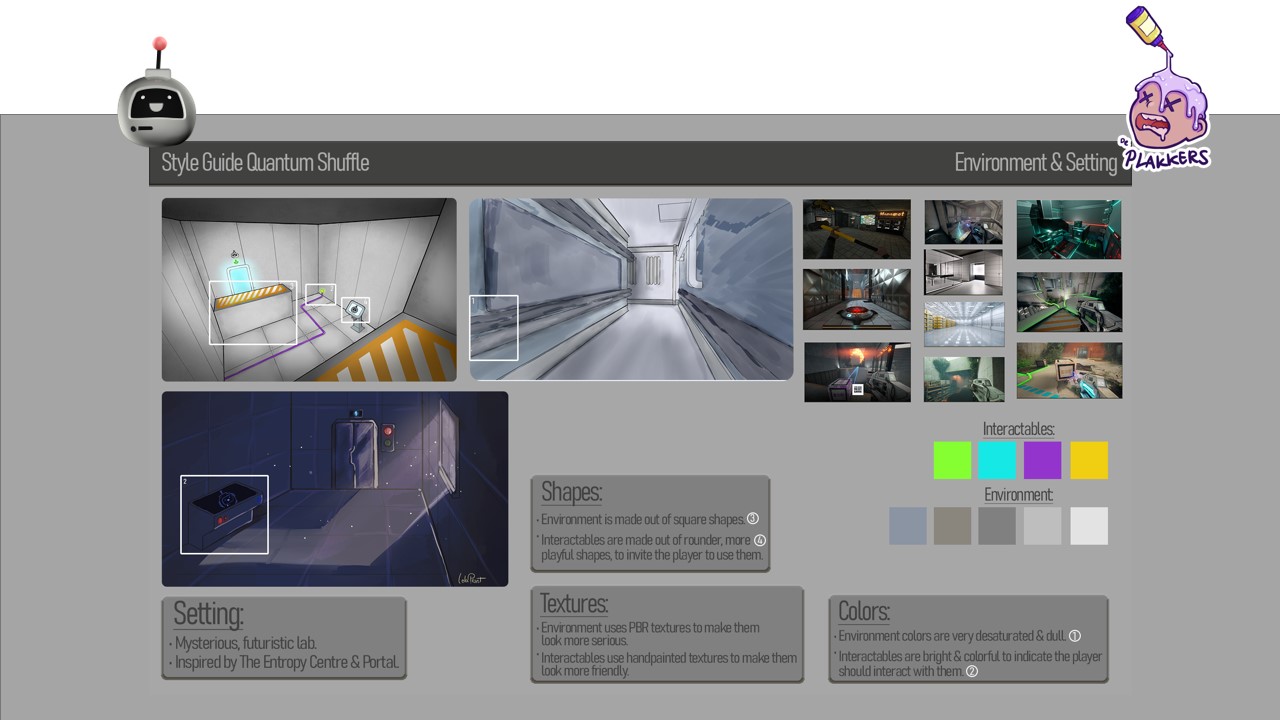 DE
PLAKKERS
Style Guide Quantum Shuffle
Environment & Setting
1
2
Interactables:
Environment:
Shapes:
· Environment is made out of square shapes. ③
· Interactables are made out of rounder, more ④
playful shapes, to invite the player to use them.
Setting:
· Mysterious, futuristic lab.
· Inspired by The Entropy Centre & Portal.
Textures:
· Environment uses PBR textures to make them
look more serious.
· Interactables use handpainted textures to make them
look more friendly.
Colors:
· Environment colors are very desaturated & dull. ①
· Interactables are bright & colorful to indicate the player
should interact with them. ②